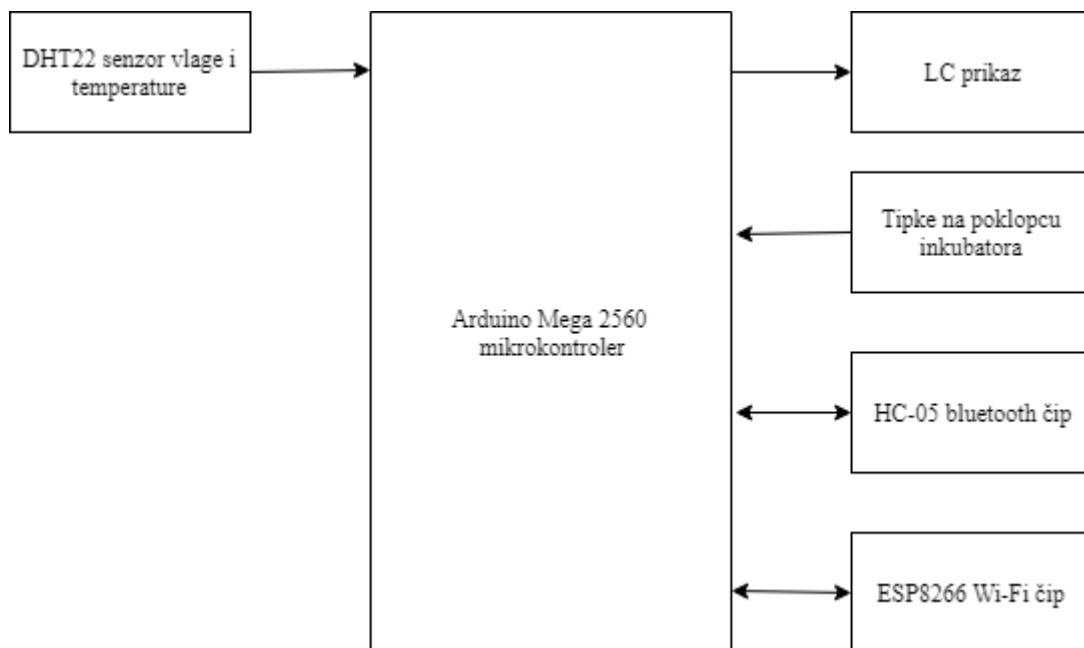 DHT22 senzor vlage i
temperature
LC prikaz
Tipke na poklopcu
inkubatora
Arduino Mega 2560
mikrokontroler
HC-05 bluetooth čip
ESP8266 Wi-Fi čip